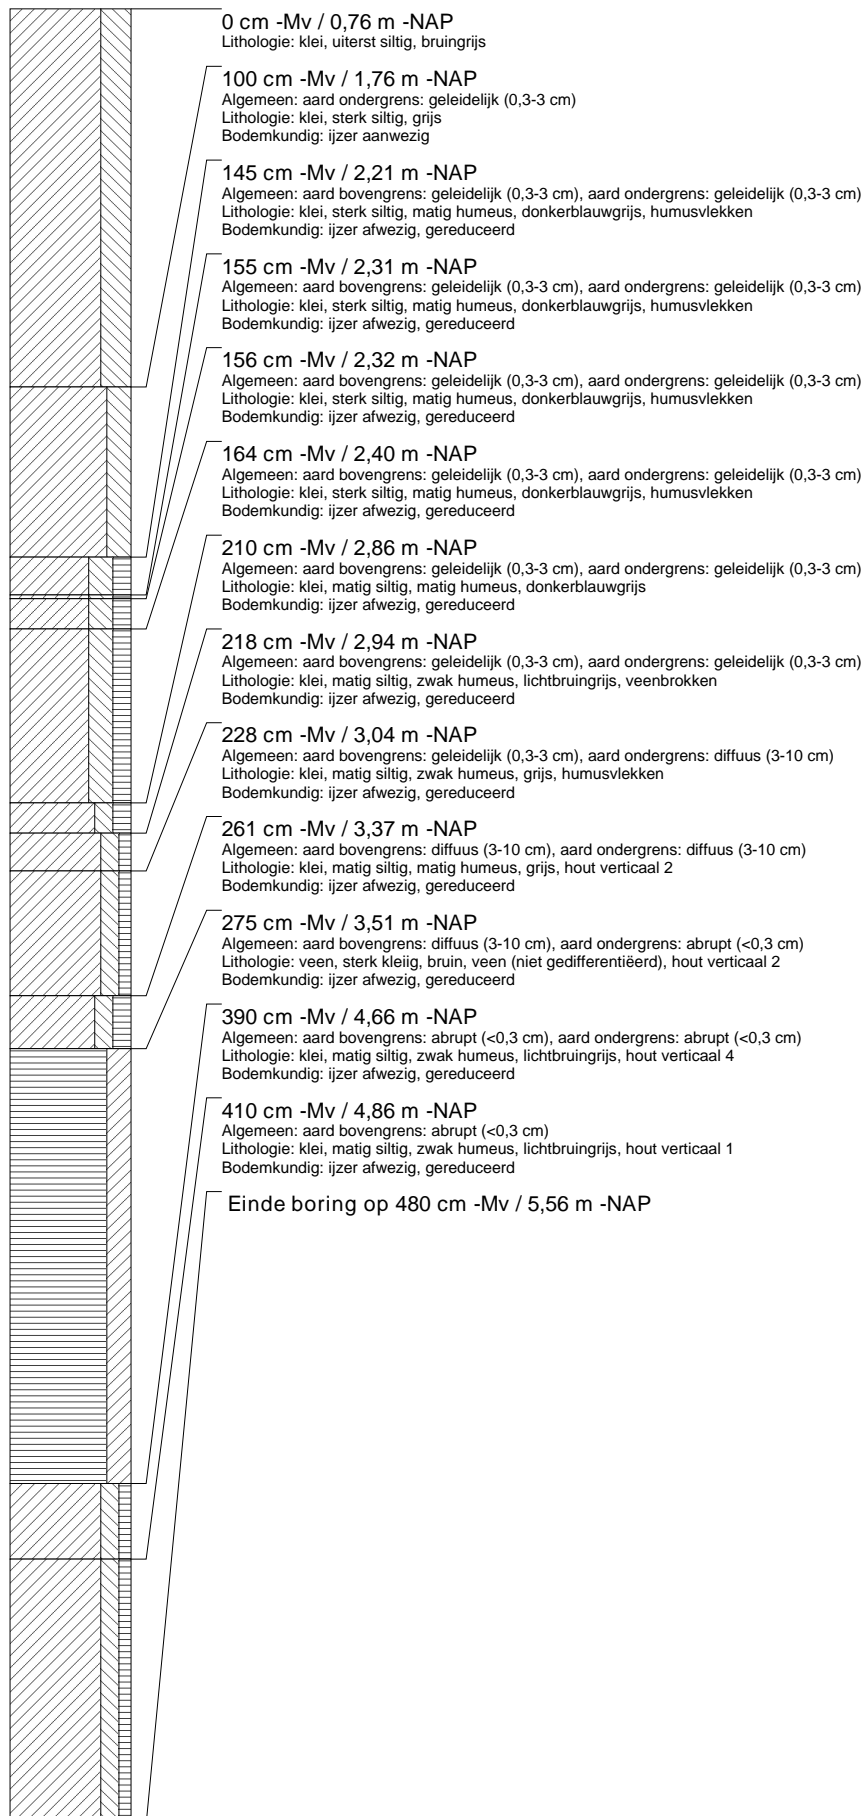 0 cm -Mv / 0,76 m -NAP
Lithologie: klei, uiterst siltig, bruingrijs
100 cm -Mv / 1,76 m -NAP
Algemeen: aard ondergrens: geleidelijk (0,3-3 cm)
Lithologie: klei, sterk siltig, grijs
Bodemkundig: ijzer aanwezig
145 cm -Mv / 2,21 m -NAP
Algemeen: aard bovengrens: geleidelijk (0,3-3 cm), aard ondergrens: geleidelijk (0,3-3 cm)
Lithologie: klei, sterk siltig, matig humeus, donkerblauwgrijs, humusvlekken
Bodemkundig: ijzer afwezig, gereduceerd
155 cm -Mv / 2,31 m -NAP
Algemeen: aard bovengrens: geleidelijk (0,3-3 cm), aard ondergrens: geleidelijk (0,3-3 cm)
Lithologie: klei, sterk siltig, matig humeus, donkerblauwgrijs, humusvlekken
Bodemkundig: ijzer afwezig, gereduceerd
156 cm -Mv / 2,32 m -NAP
Algemeen: aard bovengrens: geleidelijk (0,3-3 cm), aard ondergrens: geleidelijk (0,3-3 cm)
Lithologie: klei, sterk siltig, matig humeus, donkerblauwgrijs, humusvlekken
Bodemkundig: ijzer afwezig, gereduceerd
164 cm -Mv / 2,40 m -NAP
Algemeen: aard bovengrens: geleidelijk (0,3-3 cm), aard ondergrens: geleidelijk (0,3-3 cm)
Lithologie: klei, sterk siltig, matig humeus, donkerblauwgrijs, humusvlekken
Bodemkundig: ijzer afwezig, gereduceerd
210 cm -Mv / 2,86 m -NAP
Algemeen: aard bovengrens: geleidelijk (0,3-3 cm), aard ondergrens: geleidelijk (0,3-3 cm)
Lithologie: klei, matig siltig, matig humeus, donkerblauwgrijs
Bodemkundig: ijzer afwezig, gereduceerd
218 cm -Mv / 2,94 m -NAP
Algemeen: aard bovengrens: geleidelijk (0,3-3 cm), aard ondergrens: geleidelijk (0,3-3 cm)
Lithologie: klei, matig siltig, zwak humeus, lichtbruingrijs, veenbrokken
Bodemkundig: ijzer afwezig, gereduceerd
228 cm -Mv / 3,04 m -NAP
Algemeen: aard bovengrens: geleidelijk (0,3-3 cm), aard ondergrens: diffuus (3-10 cm)
Lithologie: klei, matig siltig, zwak humeus, grijs, humusvlekken
Bodemkundig: ijzer afwezig, gereduceerd
261 cm -Mv / 3,37 m -NAP
Algemeen: aard bovengrens: diffuus (3-10 cm), aard ondergrens: diffuus (3-10 cm)
Lithologie: klei, matig siltig, matig humeus, grijs, hout verticaal 2
Bodemkundig: ijzer afwezig, gereduceerd
275 cm -Mv / 3,51 m -NAP
Algemeen: aard bovengrens: diffuus (3-10 cm), aard ondergrens: abrupt (<0,3 cm)
Lithologie: veen, sterk kleiig, bruin, veen (niet gedifferentiëerd), hout verticaal 2
Bodemkundig: ijzer afwezig, gereduceerd
390 cm -Mv / 4,66 m -NAP
Algemeen: aard bovengrens: abrupt (<0,3 cm), aard ondergrens: abrupt (<0,3 cm)
Lithologie: klei, matig siltig, zwak humeus, lichtbruingrijs, hout verticaal 4
Bodemkundig: ijzer afwezig, gereduceerd
410 cm -Mv / 4,86 m -NAP
Algemeen: aard bovengrens: abrupt (<0,3 cm)
Lithologie: klei, matig siltig, zwak humeus, lichtbruingrijs, hout verticaal 1
Bodemkundig: ijzer afwezig, gereduceerd
Einde boring op 480 cm -Mv / 5,56 m -NAP